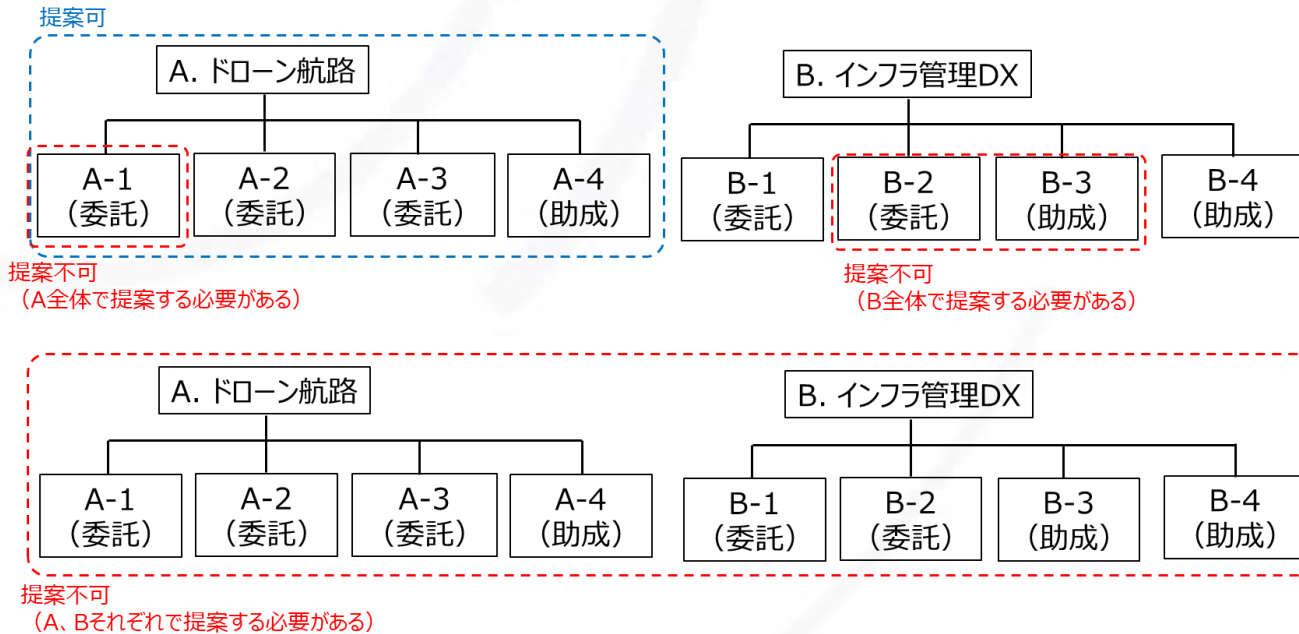 提案可
A. ドローン航路
B. インフラ管理DX
A-1
（委託）
A-2
（委託）
A-3
（委託）
A-4
（助成）
B-1
（委託）
B-2
（委託）
B-3
（助成）
B-4
（助成）
提案不可
（A全体で提案する必要がある）
提案不可
（B全体で提案する必要がある）
A. ドローン航路
B. インフラ管理DX
A-1
（委託）
A-2
（委託）
A-3
（委託）
A-4
（助成）
B-1
（委託）
B-2
（委託）
B-3
（助成）
B-4
（助成）
提案不可
（A、Bそれぞれで提案する必要がある）